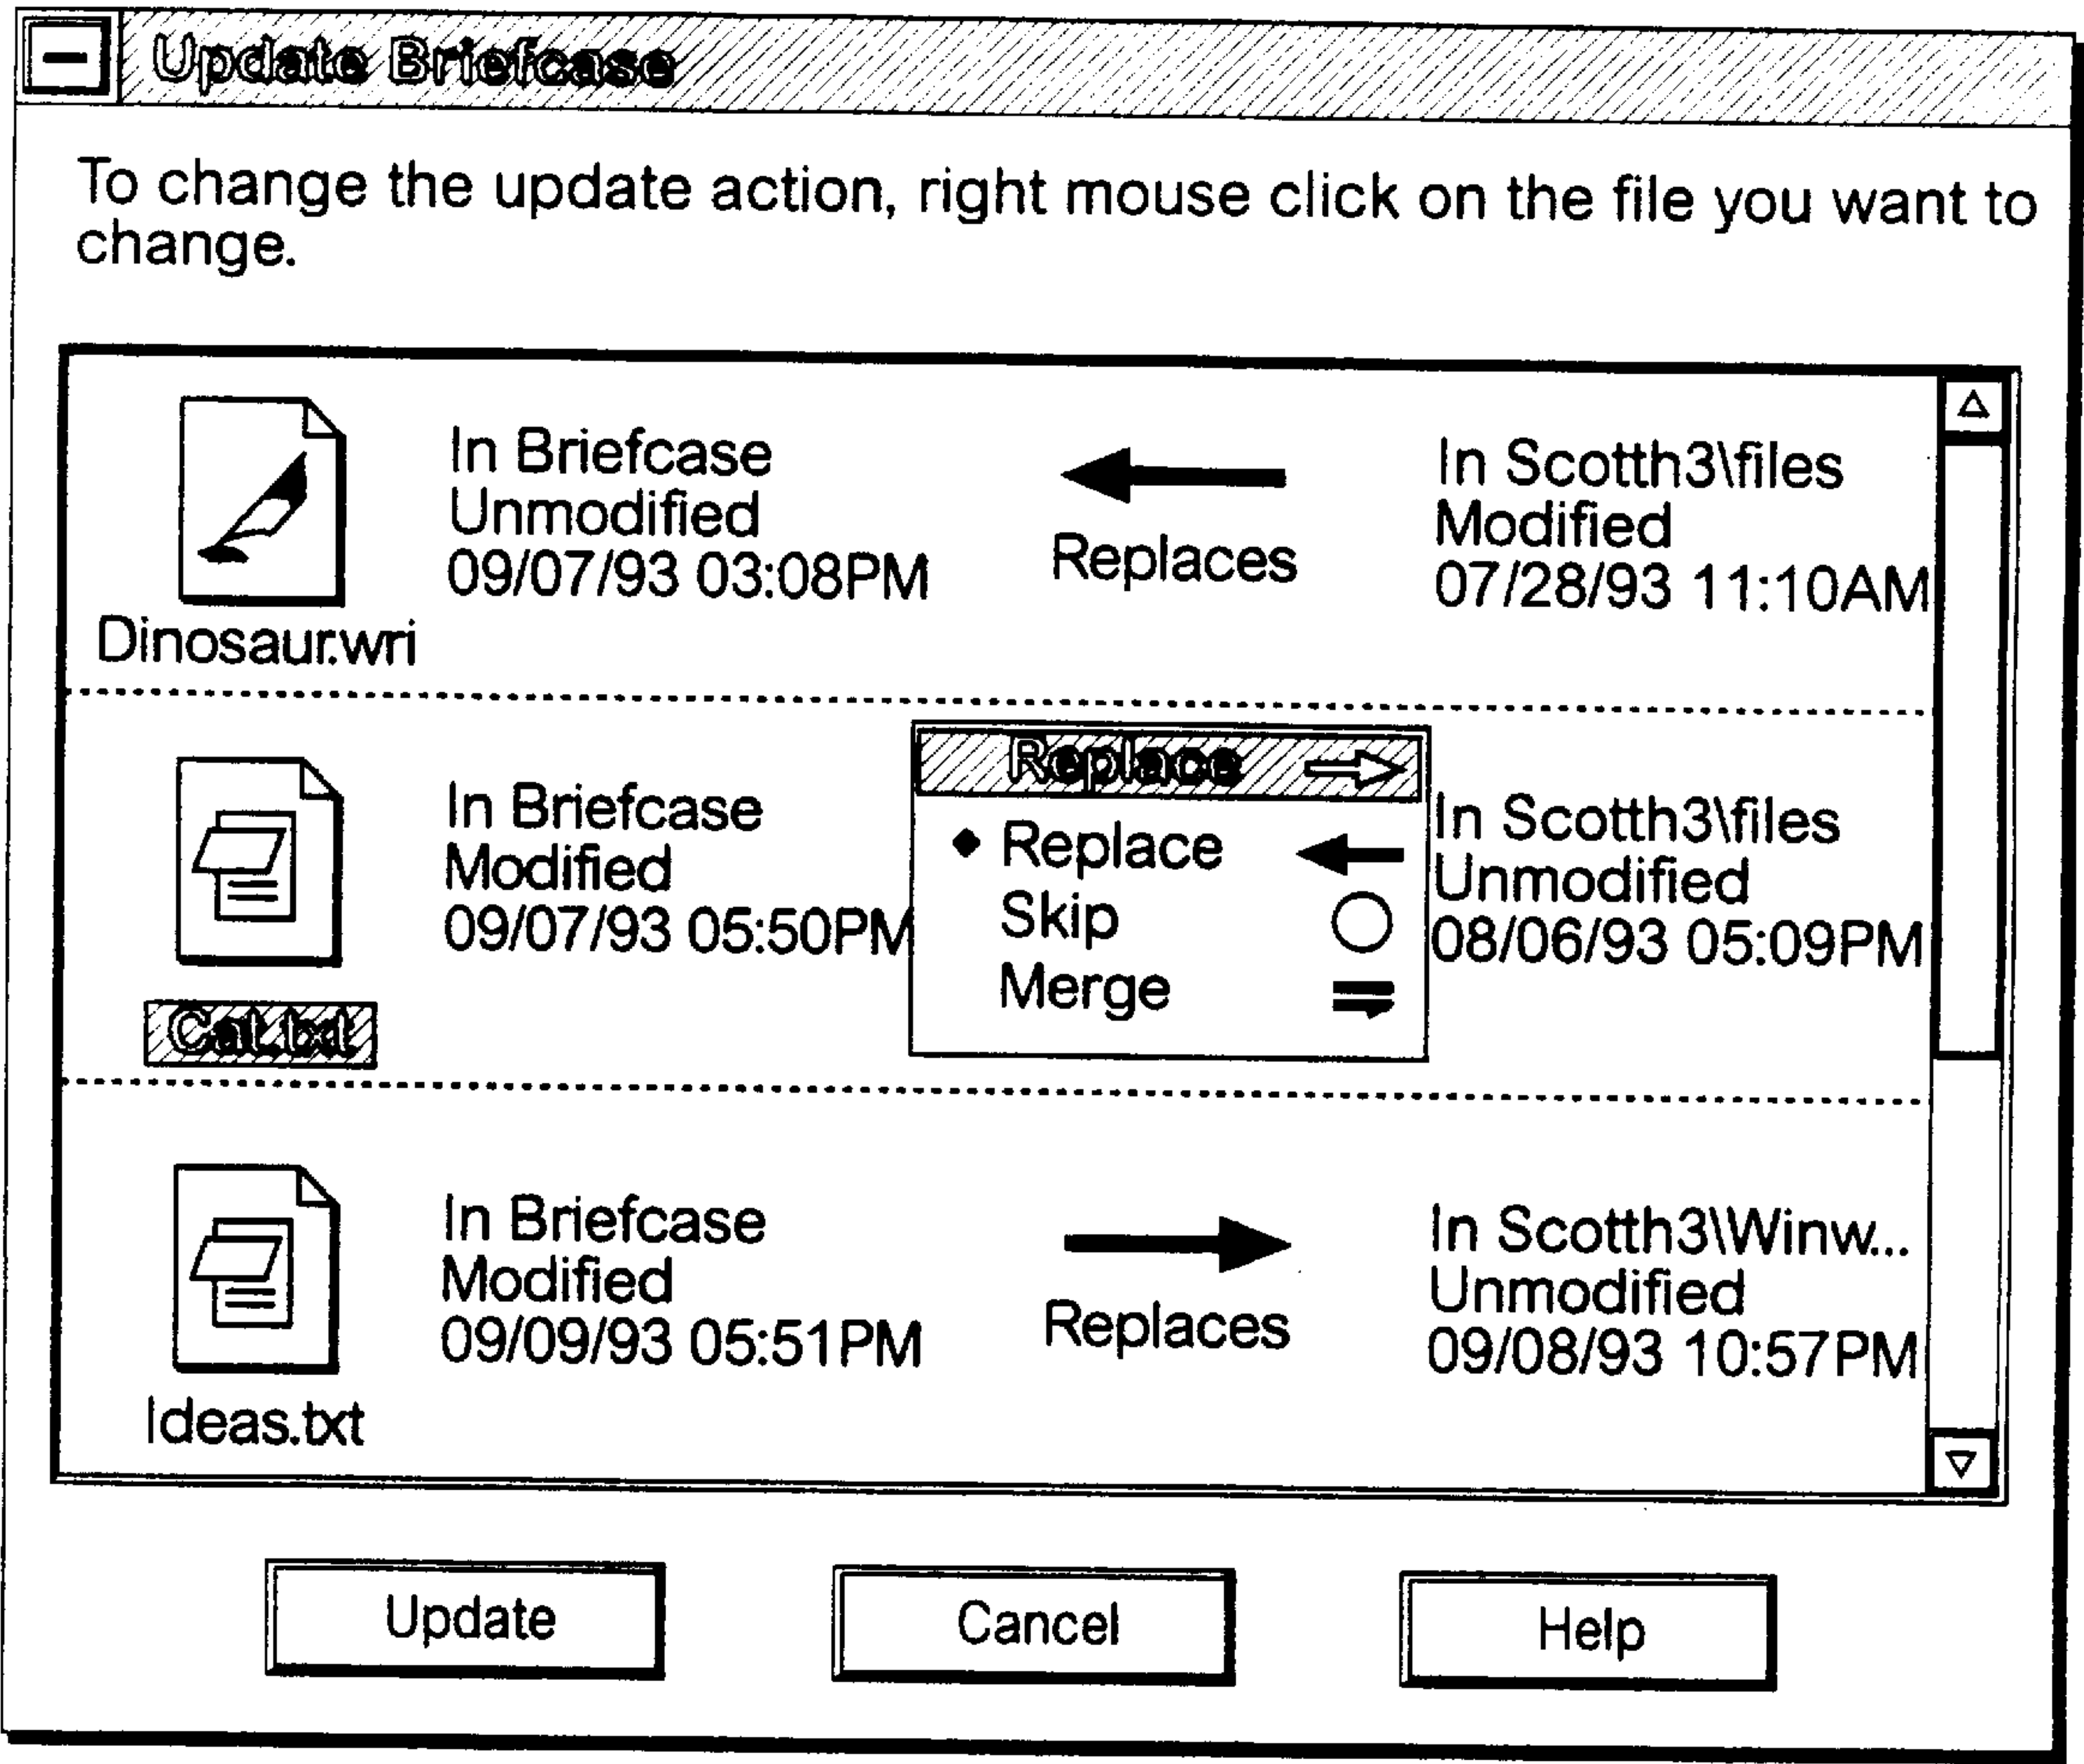 Update Briefcase
To change the update action, right mouse click on the file you want to
change.
In Briefcase
Unmodified
09/07/93 03:08PM
Dinosaur.wri
Replaces
In Scotth3\files
Modified
07/28/93 11:10AM
In Briefcase
Modified
09/07/93 05:50PM
Cat.txt
Replace
Replace
Skip
Merge
In Scotth3\files
Unmodified
08/06/93 05:09PM
In Briefcase
Modified
09/09/93 05:51PM
Ideas.txt
Replaces
In Scotth3\Winw...
Unmodified
09/08/93 10:57PM
Update
Cancel
Help